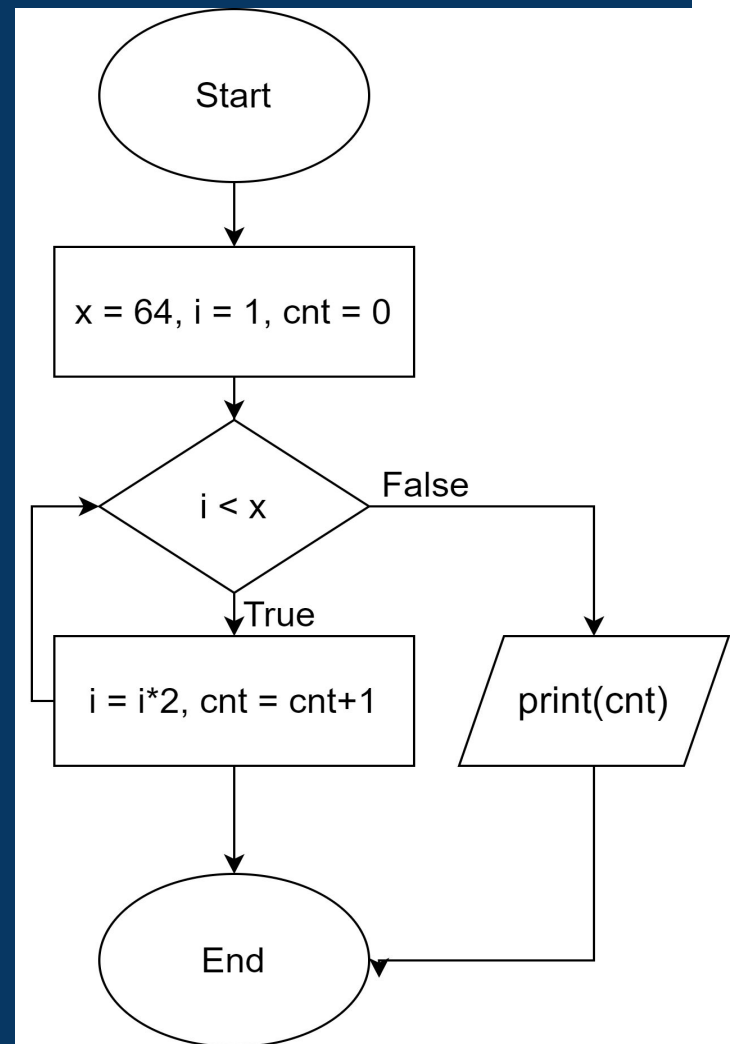 Start
x = 64, i = 1, cnt = 0
i < x
False
True
i = i*2, cnt = cnt+1
print(cnt)
End